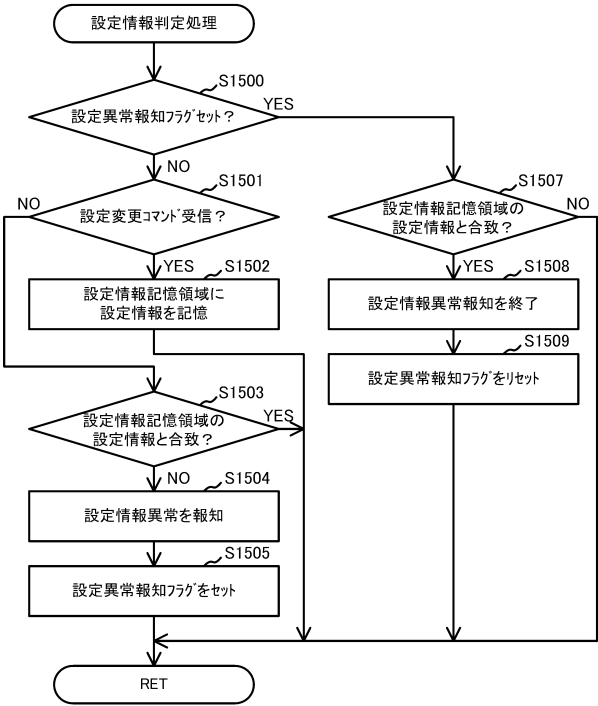 設定情報判定処理
S1500
設定異常報知フラグセット?
YES
NO
S1501
NO
設定変更コマンド受信?
YES
S1502
設定情報記憶領域に
設定情報を記憶
S1503
設定情報記憶領域の
設定情報と合致?
YES
NO
S1504
設定情報異常を報知
S1505
設定異常報知フラグをセット
S1507
NO
設定情報記憶領域の
設定情報と合致?
YES
S1508
設定情報異常報知を終了
S1509
設定異常報知フラグをリセット
RET